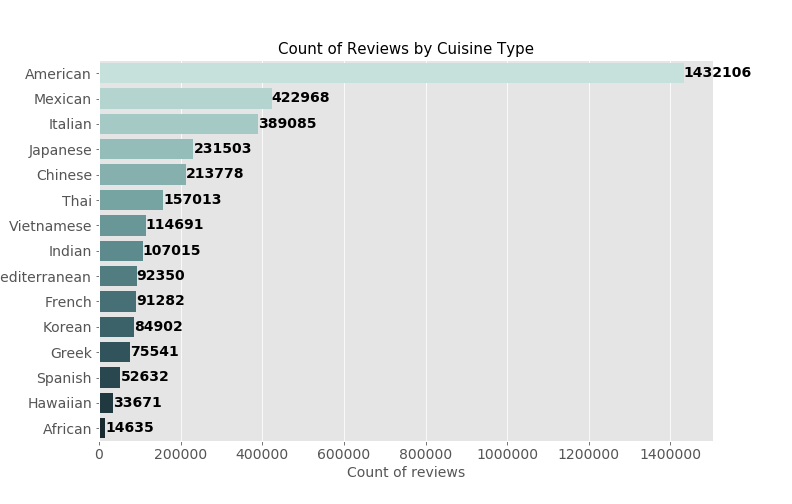 Count of Reviews by Cuisine Type
American 1432106
Mexican 422968
Italian 389085
Japanese 231503
Chinese 213778
Thai 157013
Vietnamese 114691
Indian 107015
editerranean 92350
French 91282
Korean 84902
Greek 75541
Spanish 52632
Hawaiian 33671
African 14635
0 200000 400000 600000 800000 1000000 1200000 1400000
Count of reviews